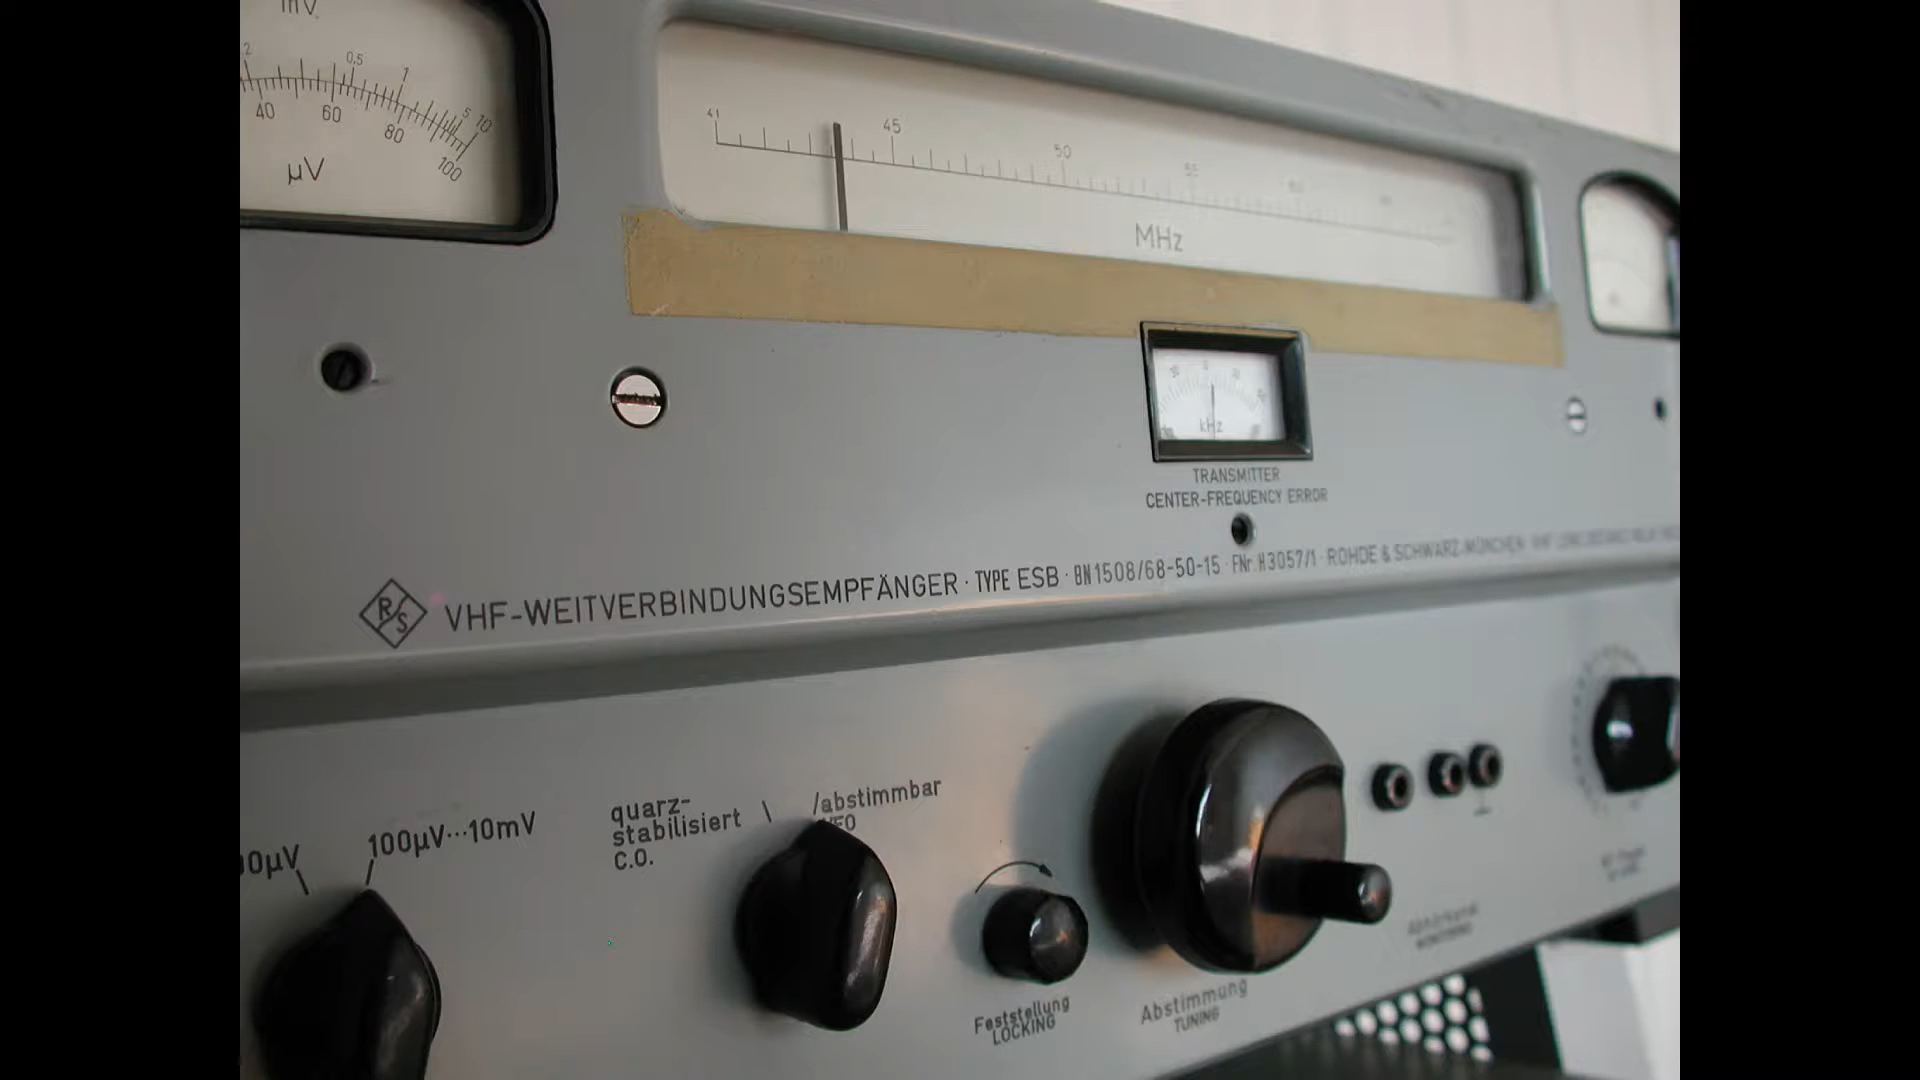 mV
2 0,5 1 5 10
40 60 80 100
µV
41 45 50 55 60
MHz
kHz
TRANSMITTER
CENTER-FREQUENCY ERROR
R/S VHF-WEITVERBINDUNGSEMPFÄNGER · TYPE ESB · BN1508/68-50-15 · FNr. H3057/1 · ROHDE & SCHWARZ·MÜNCHEN
100µV...10mV
quarz-
stabilisiert
C.O.
abstimmbar
Feststellung
LOCKING
Abstimmung
TUNING